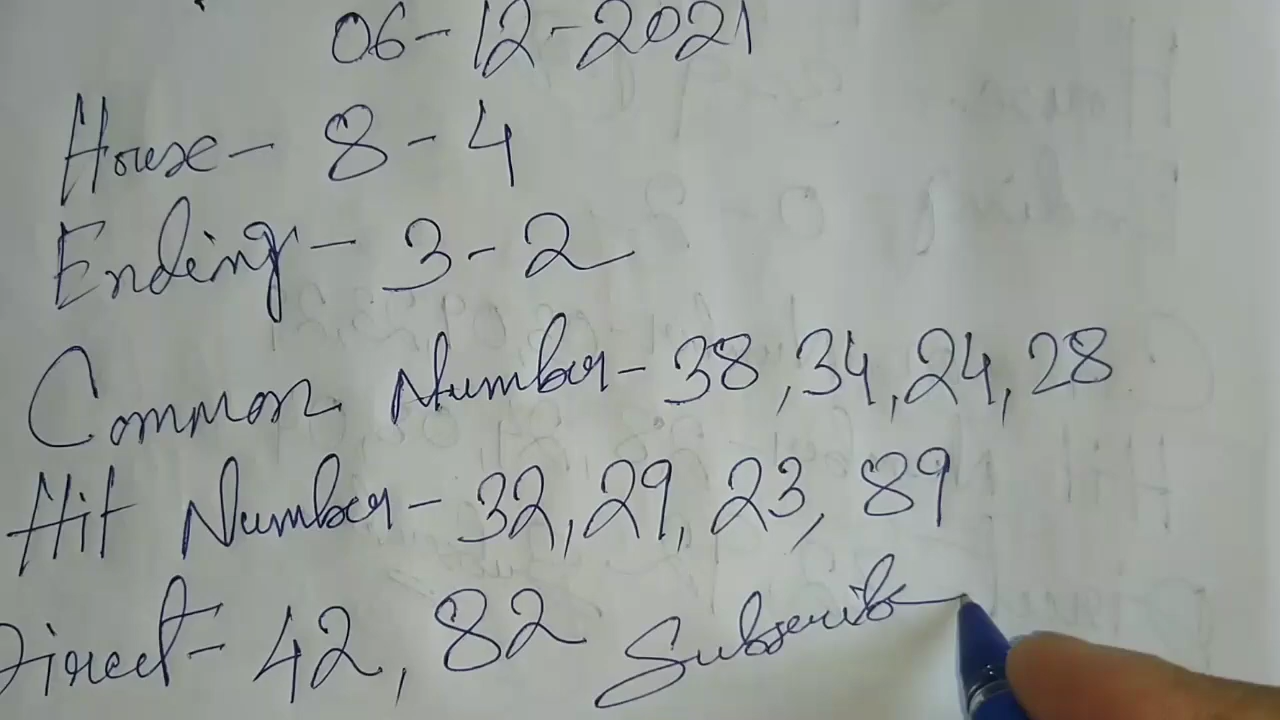 06-12-2021
House- 8-4
Ending- 3-2
Common Number- 38, 34, 24, 28
Hit Number- 32, 29, 23, 89
Direct- 42, 82 Subscribe